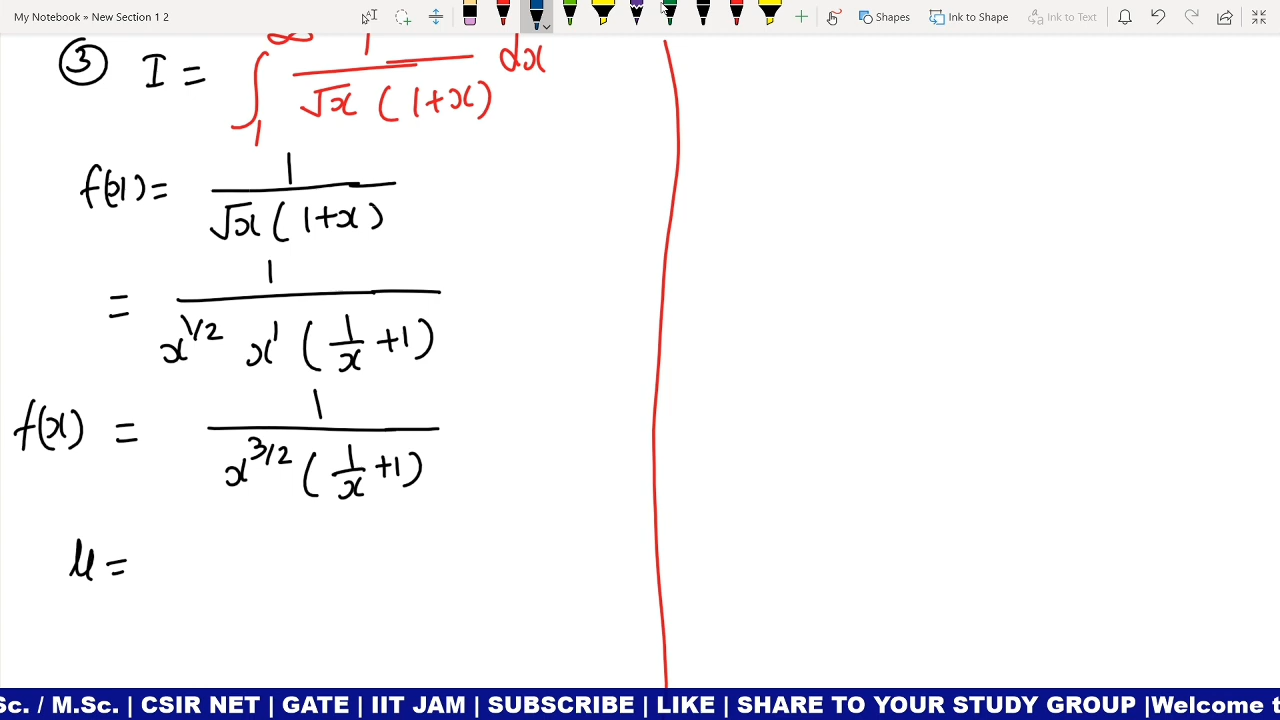 My Notebook » New Section 1 2
Shapes
Ink to Shape
Ink to Text
③ I = ∫₁^∞ 1/(√x (1+x)) dx
f(x) = 1/(√x (1+x))
= 1/(x^{1/2} x^1 (1/x +1))
f(x) = 1/(x^{3/2} (1/x +1))
μ =
Sc. / M.Sc. | CSIR NET | GATE | IIT JAM | SUBSCRIBE | LIKE | SHARE TO YOUR STUDY GROUP |Welcome t